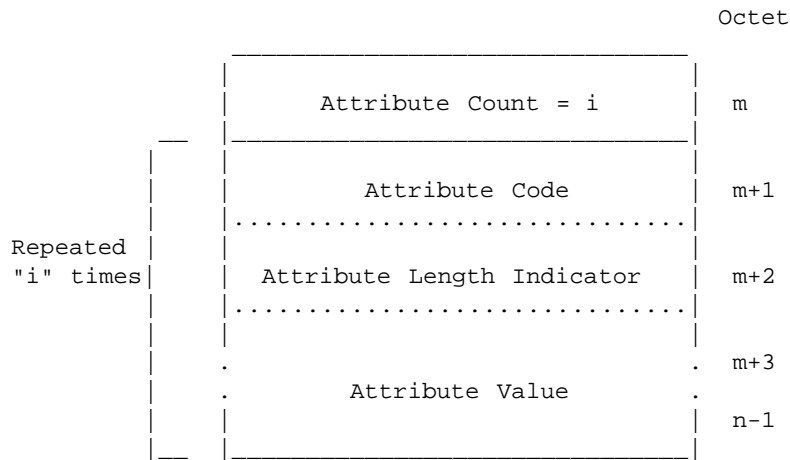 Octet
Attribute Count = i m
Attribute Code m+1
Repeated
"i" times Attribute Length Indicator m+2
m+3
Attribute Value
n-1